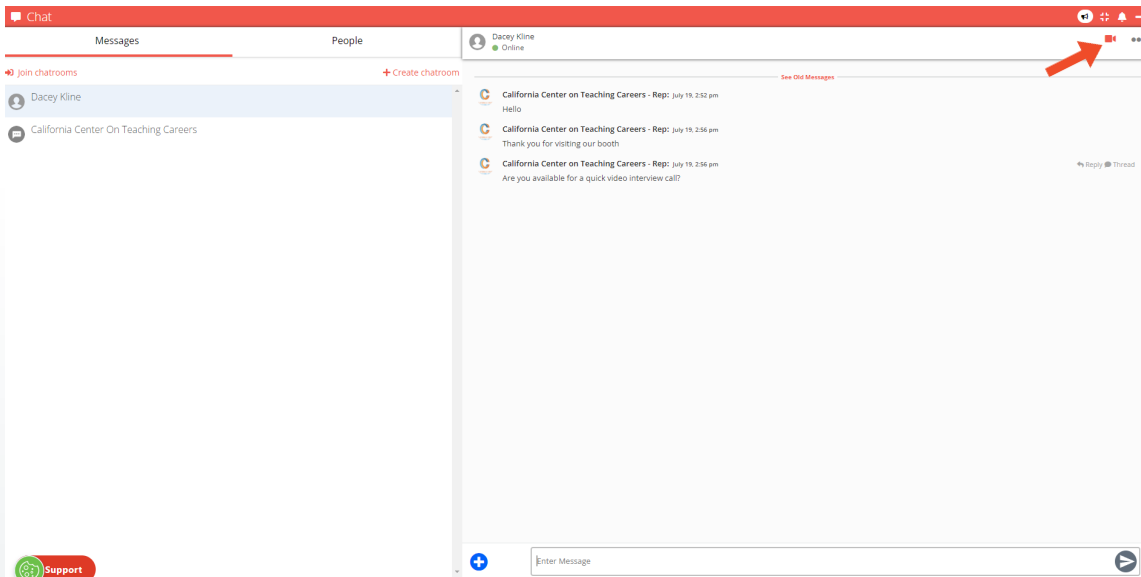 Chat
Messages
People
Join chatrooms
+ Create chatroom
Dacey Kline
California Center On Teaching Careers
Support
Dacey Kline
Online
See Old Messages
California Center on Teaching Careers - Rep: July 19, 2:52 pm
Hello
California Center on Teaching Careers - Rep: July 19, 2:56 pm
Thank you for visiting our booth
California Center on Teaching Careers - Rep: July 19, 2:56 pm
Reply Thread
Are you available for a quick video interview call?
Enter Message